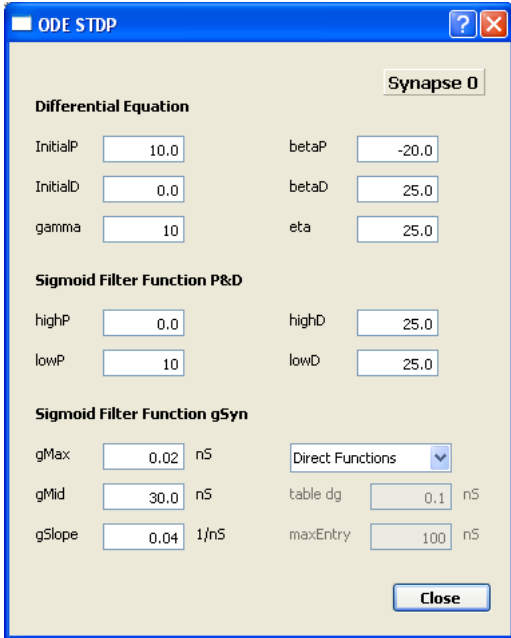 ODE STDP
Synapse 0
Differential Equation
InitialP 10.0 betaP -20.0
InitialD 0.0 betaD 25.0
gamma 10 eta 25.0
Sigmoid Filter Function P&D
highP 0.0 highD 25.0
lowP 10 lowD 25.0
Sigmoid Filter Function gSyn
gMax 0.02 nS Direct Functions
gMid 30.0 nS table dg 0.1 nS
gSlope 0.04 1/nS maxEntry 100 nS
Close